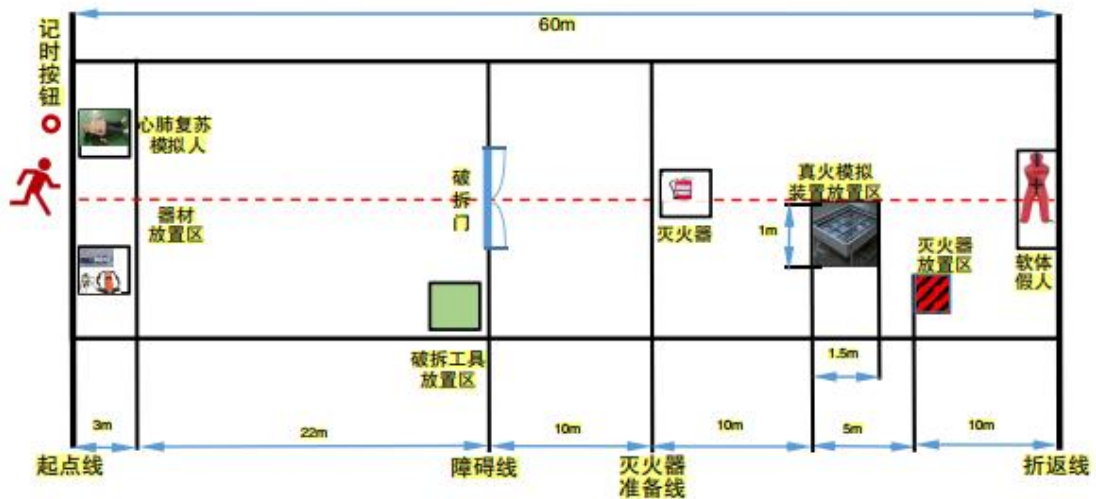 60m
记时按钮
心肺复苏
模拟人
器材
放置区
破拆门
破拆工具
放置区
灭火器
真火模拟
装置放置区
1m
灭火器
放置区
软体
假人
1.5m
3m
22m
10m
10m
5m
10m
起点线
障碍线
灭火器
准备线
折返线